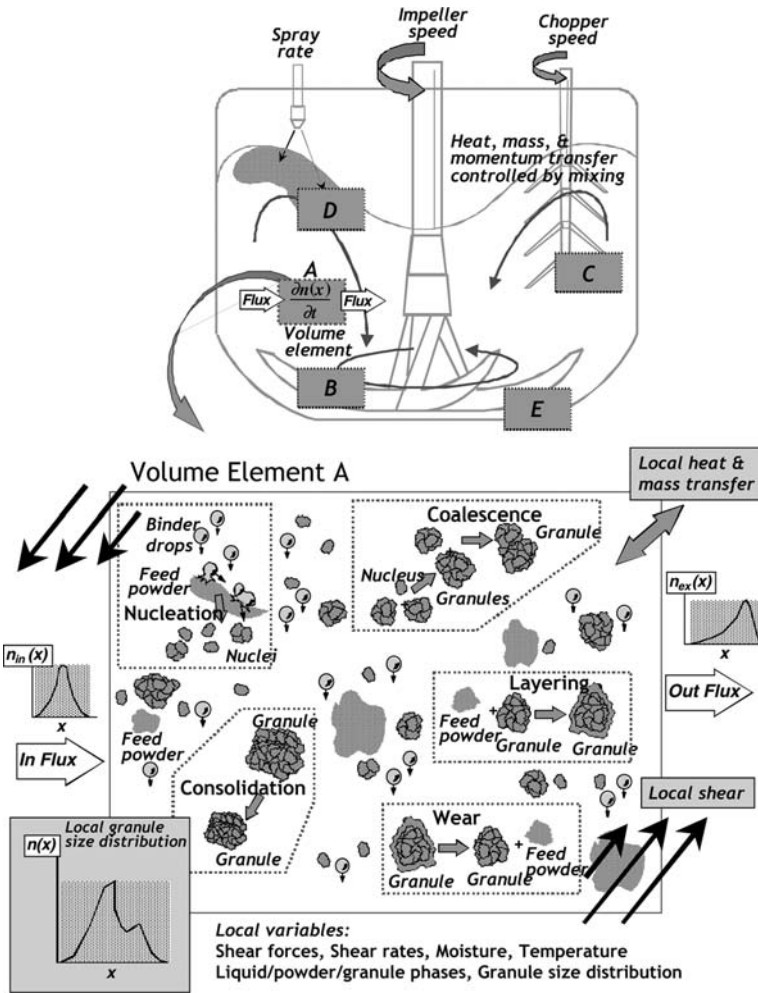 Spray
rate
Impeller
speed
Chopper
speed
Heat, mass, &
momentum transfer
controlled by mixing
D
C
A
Flux
∂n(x)
∂t
Flux
Volume
element
B
E
Volume Element A
Local heat &
mass transfer
Binder
drops
Feed
powder
Nucleation
Nuclei
Coalescence
Granule
Nucleus
Granules
n_in(x)
x
In Flux
n_ex(x)
x
Out Flux
Feed
powder
Layering
Feed
powder
+
Granule
Granule
Granule
Consolidation
Granule
Wear
Granule
+
Granule
Feed
powder
Local shear
Local granule
size distribution
n(x)
x
Local variables:
Shear forces, Shear rates, Moisture, Temperature
Liquid/powder/granule phases, Granule size distribution